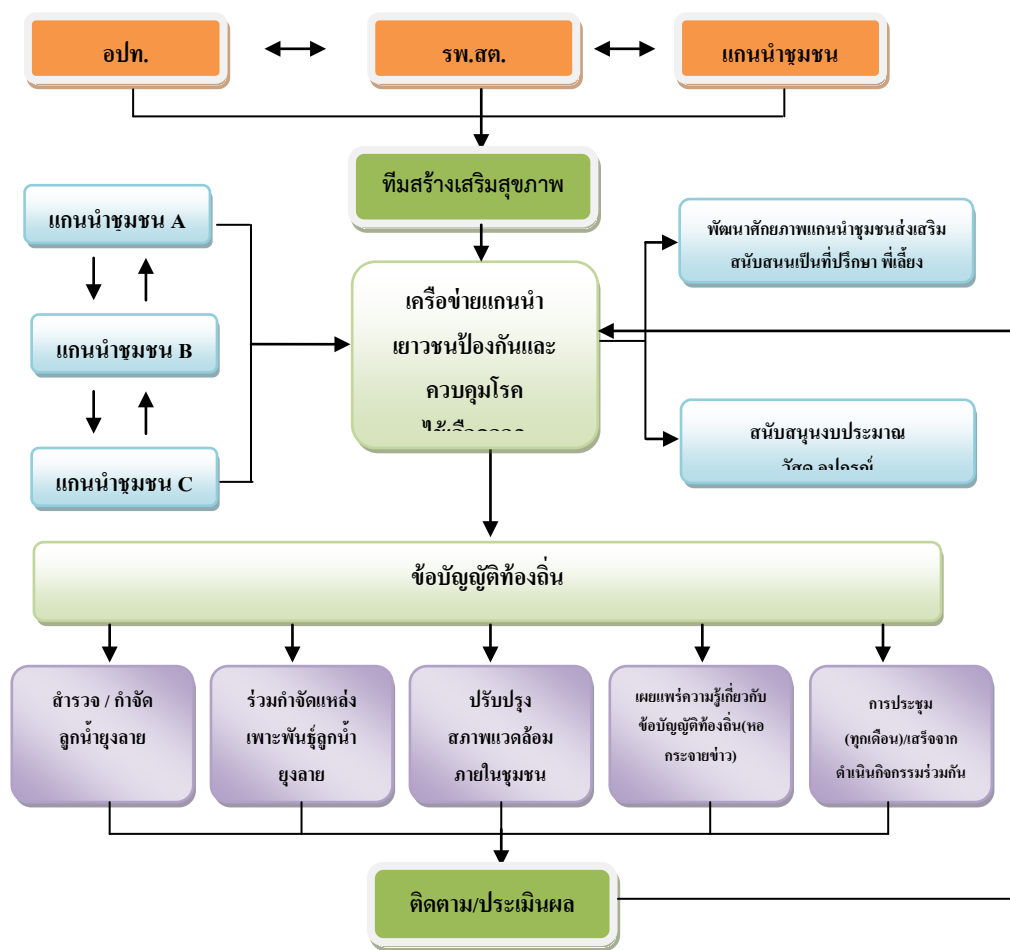 อปท.
รพ.สต.
แกนนำชุมชน
ทีมสร้างเสริมสุขภาพ
แกนนำชุมชน A
แกนนำชุมชน B
แกนนำชุมชน C
เครือข่ายแกนนำ
เยาวชนป้องกันและ
ควบคุมโรค
พัฒนาศักยภาพแกนนำชุมชนส่งเสริม
สนับสนนเป็นที่ปรึกษา พี่เลี้ยง
สนับสนุนงบประมาณ
วัสดุ อุปกรณ์
ข้อบัญญัติท้องถิ่น
สำรวจ / กำจัด
ลูกน้ำยุงลาย
ร่วมกำจัดแหล่ง
เพาะพันธุ์ลูกน้ำ
ยุงลาย
ปรับปรุง
สภาพแวดล้อม
ภายในชุมชน
เผยแพร่ความรู้เกี่ยวกับ
ข้อบัญญัติท้องถิ่น(หอ
กระจายข่าว)
การประชุม
(ทุกเดือน)/เสร็จจาก
ดำเนินกิจกรรมร่วมกัน
ติดตาม/ประเมินผล